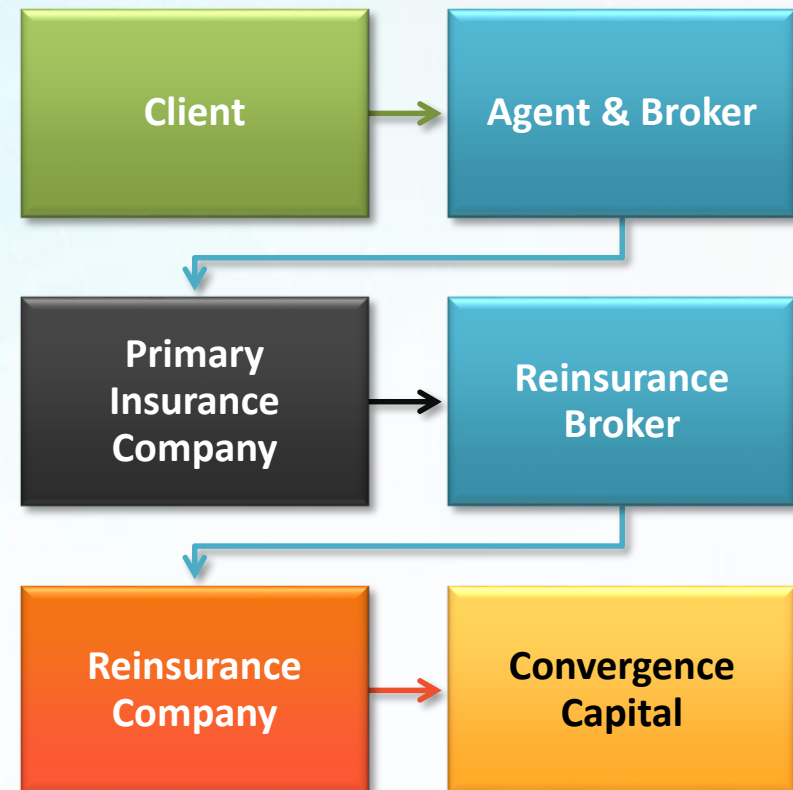 Client
Agent & Broker
Primary
Insurance
Company
Reinsurance
Broker
Reinsurance
Company
Convergence
Capital